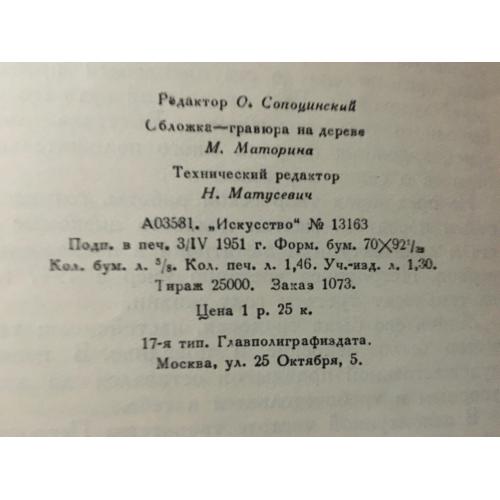 Редактор О. Сопоцинский
Обложка—гравюра на дереве
М. Маторина
Технический редактор
Н. Матусевич
А03581. „Искусство“ № 13163
Подп. в печ. 3/IV 1951 г. Форм. бум. 70×92¹/₃₂
Кол. бум. л. ⁵/₈. Кол. печ. л. 1,46. Уч.-изд. л. 1,30.
Тираж 25000. Заказ 1073.
Цена 1 р. 25 к.
17-я тип. Главполиграфиздата.
Москва, ул. 25 Октября, 5.